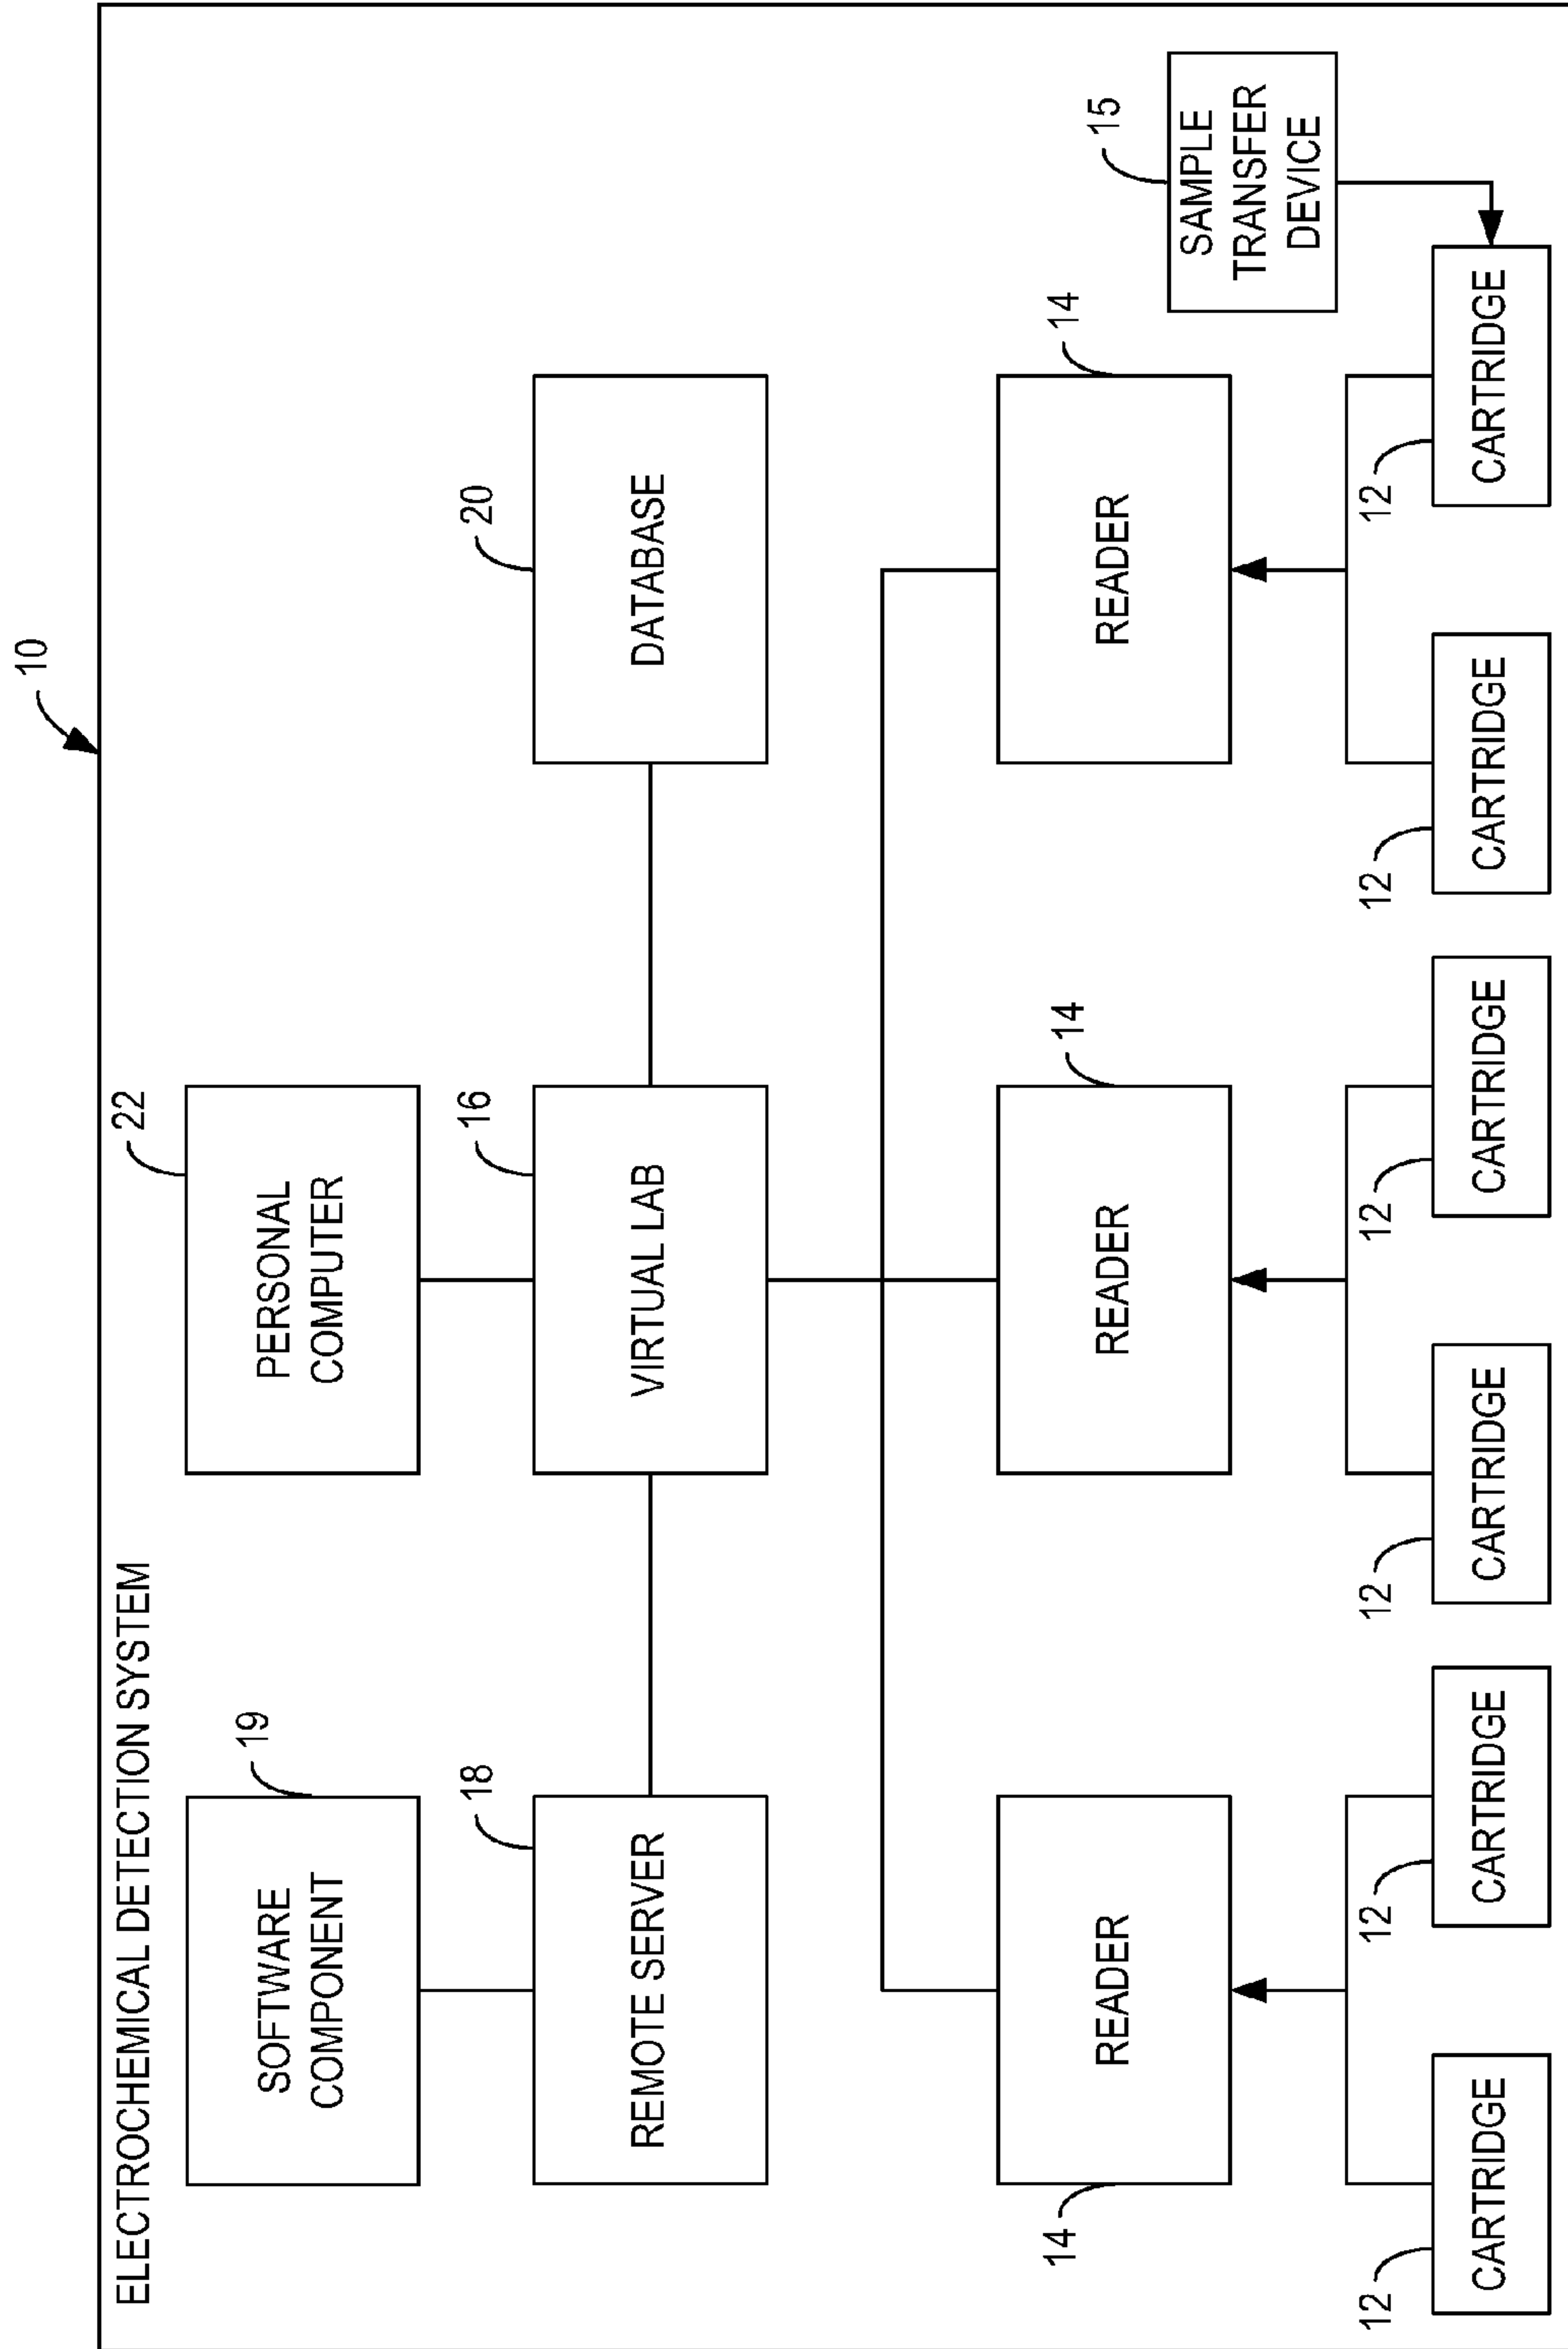 10
ELECTROCHEMICAL DETECTION SYSTEM
19
SOFTWARE
COMPONENT
22
PERSONAL
COMPUTER
18
REMOTE SERVER
16
VIRTUAL LAB
20
DATABASE
14
READER
14
READER
14
READER
15
SAMPLE
TRANSFER
DEVICE
12
CARTRIDGE
12
CARTRIDGE
12
CARTRIDGE
12
CARTRIDGE
12
CARTRIDGE
12
CARTRIDGE